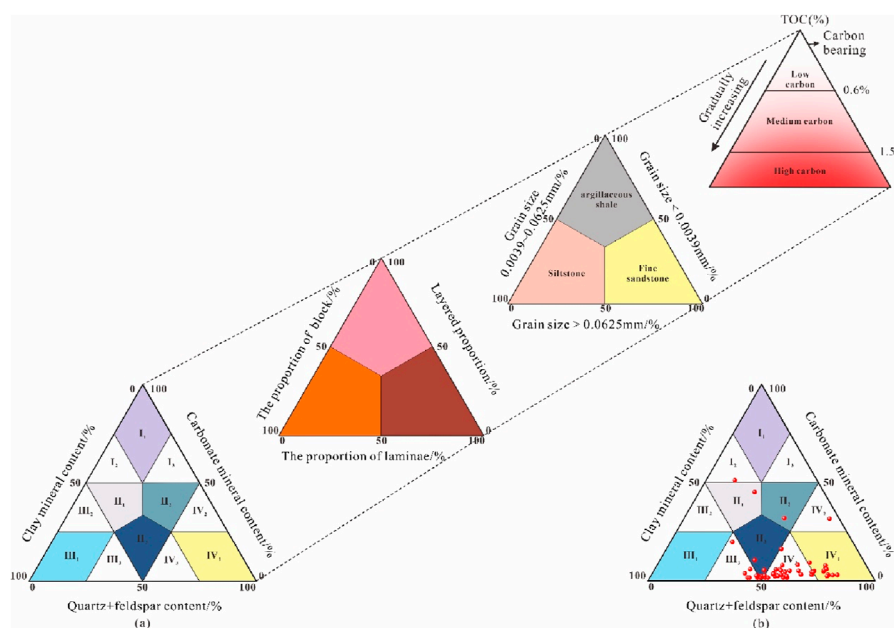 TOC(%)
Carbon
bearing
Gradually
increasing
Low
carbon
0.6%
Medium carbon
1.5
High carbon
0
100
Grain size
0.0039~0.0625mm/%
Grain size < 0.0039mm/%
argillaceous
shale
50
50
Siltstone
Fine
sandstone
100
0
50
0
Grain size > 0.0625mm/%
0
100
The proportion of block/%
Layered proportion/%
50
50
100
0
50
100
0
The proportion of laminae/%
0
100
Clay mineral content/%
Carbonate mineral content/%
I₁
I₂
I₃
50
50
II₁
III₂
IV₂
III₁
III₃
IV₃
IV₁
100
0
50
100
0
Quartz+feldspar content/%
(a)
0
100
Clay mineral content/%
Carbonate mineral content/%
I₁
I₂
I₃
50
50
II₁
III₂
IV₂
III₁
III₃
IV₁
100
0
50
100
0
Quartz+feldspar content/%
(b)